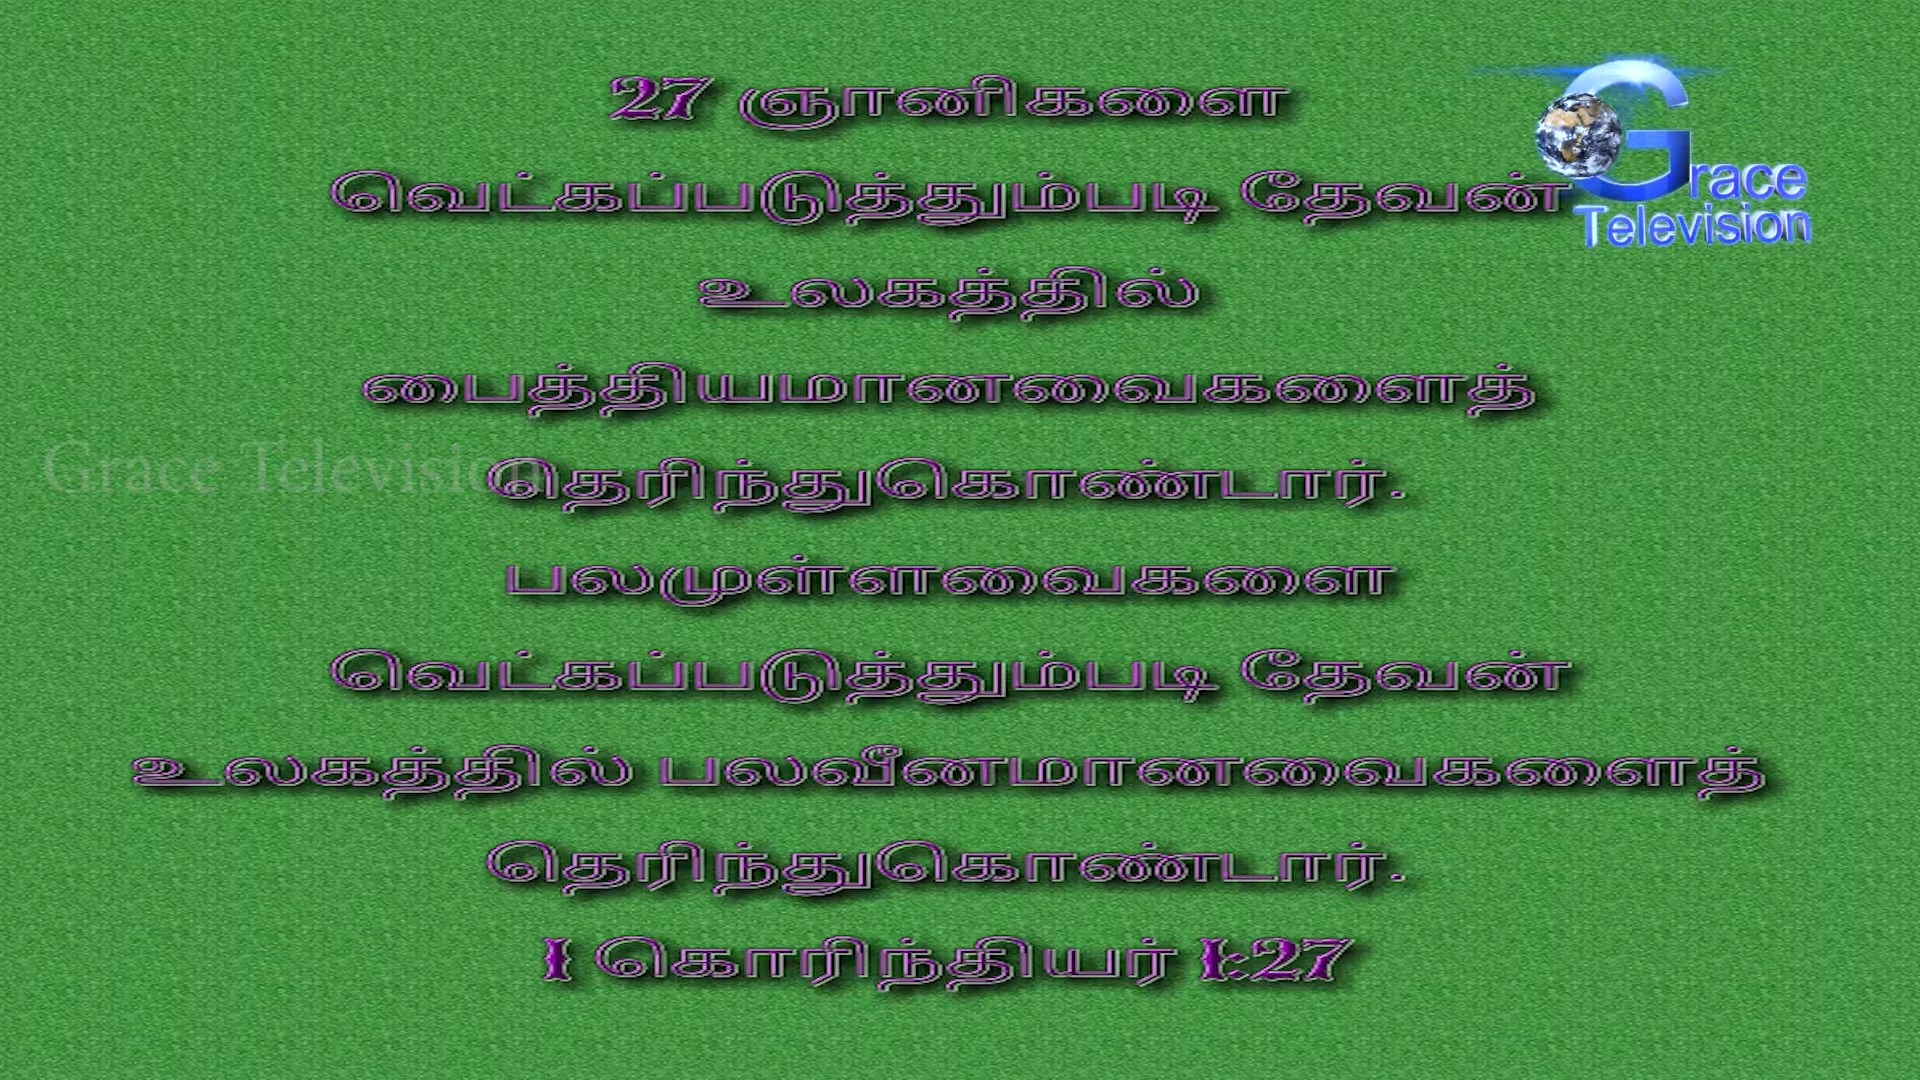 27 ஞானிகளை
வெட்கப்படுத்தும்படி தேவன்
உலகத்தில்
பைத்தியமானவைகளைத்
தெரிந்துகொண்டார்.
பலமுள்ளவைகளை
வெட்கப்படுத்தும்படி தேவன்
உலகத்தில் பலவீனமானவைகளைத்
தெரிந்துகொண்டார்.
I கொரிந்தியர் 1:27
Grace
Television
Grace Television